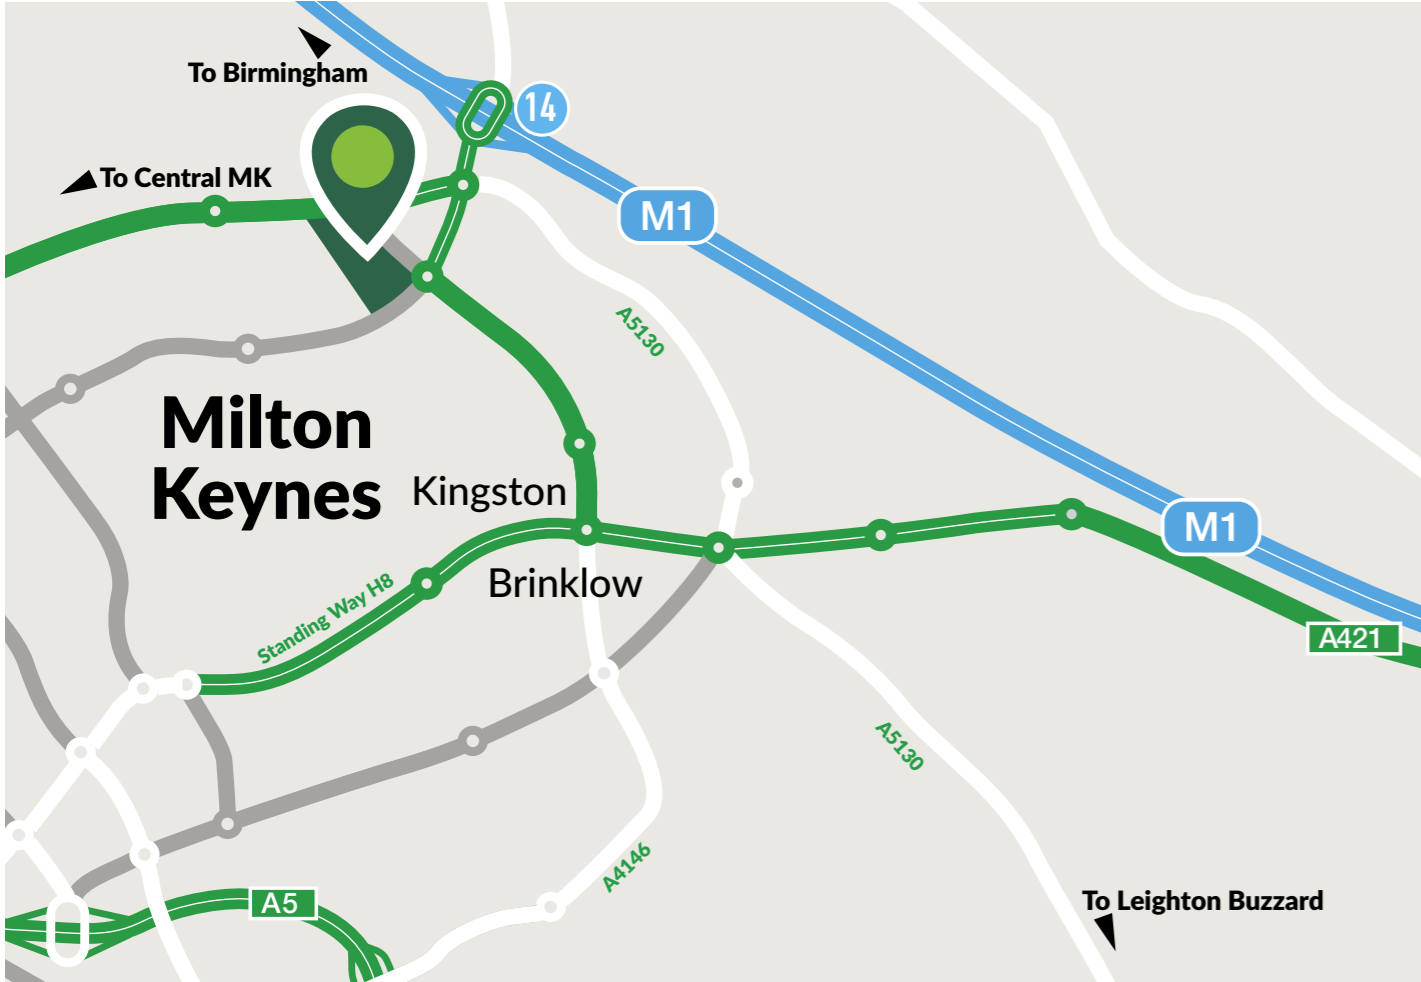 To Birmingham
14
To Central MK
M1
A5130
Milton
Keynes
Kingston
M1
Brinklow
Standing Way H8
A421
A5130
A4146
A5
To Leighton Buzzard